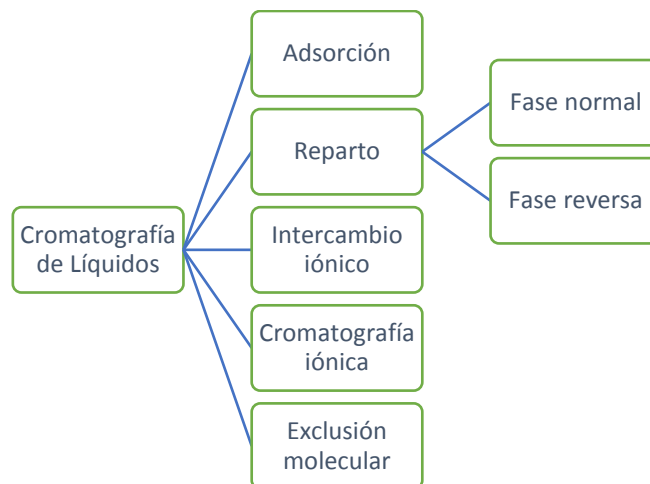 Cromatografía
de Líquidos
Adsorción
Reparto
Fase normal
Fase reversa
Intercambio
iónico
Cromatografía
iónica
Exclusión
molecular